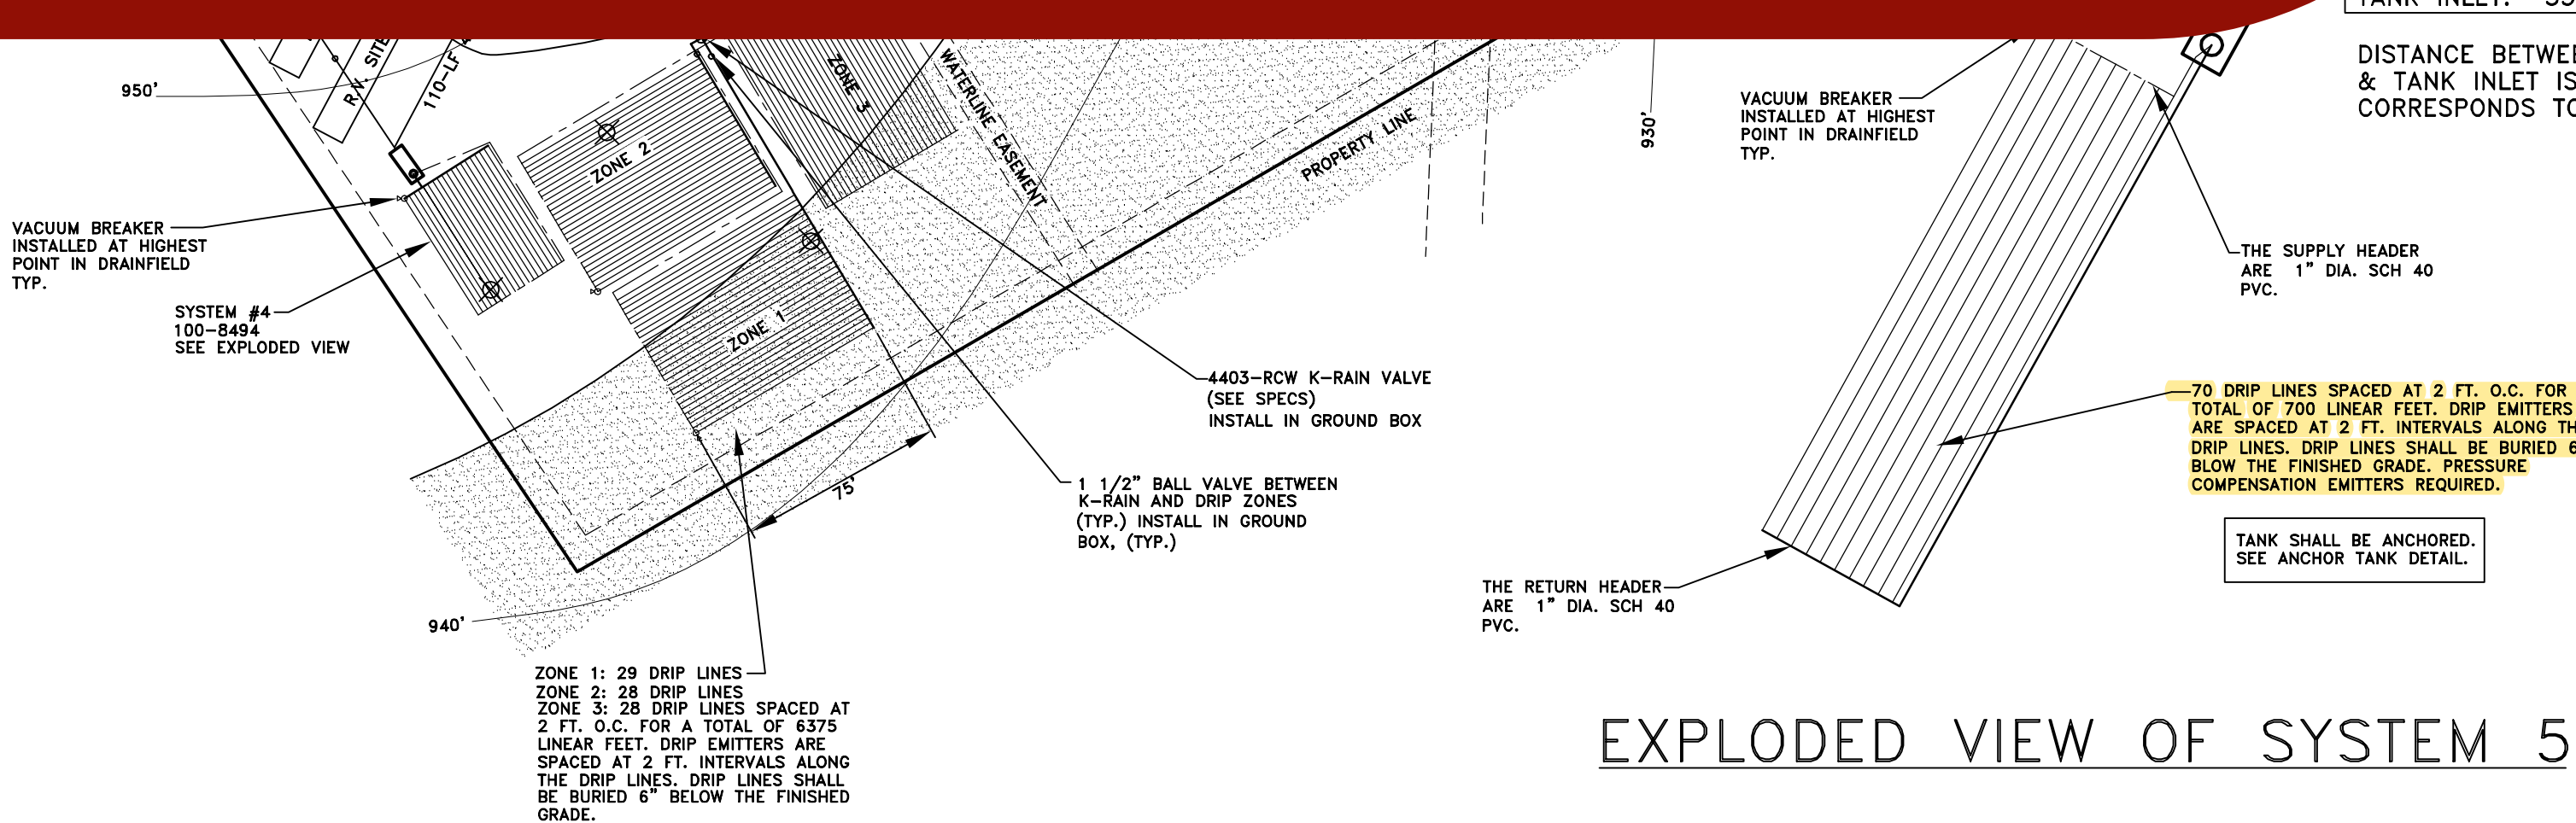 TANK INLET:
DISTANCE BETWEE
& TANK INLET IS
CORRESPONDS TO
950'
R.V. SITE
110-LF
ZONE 3
WATERLINE EASEMENT
ZONE 2
ZONE 1
PROPERTY LINE
930'
VACUUM BREAKER
INSTALLED AT HIGHEST
POINT IN DRAINFIELD
TYP.
VACUUM BREAKER
INSTALLED AT HIGHEST
POINT IN DRAINFIELD
TYP.
SYSTEM #4
100-8494
SEE EXPLODED VIEW
THE SUPPLY HEADER
ARE 1" DIA. SCH 40
PVC.
4403-RCW K-RAIN VALVE
(SEE SPECS)
INSTALL IN GROUND BOX
70 DRIP LINES SPACED AT 2 FT. O.C. FOR
TOTAL OF 700 LINEAR FEET. DRIP EMITTERS
ARE SPACED AT 2 FT. INTERVALS ALONG TH
DRIP LINES. DRIP LINES SHALL BE BURIED 6
BLOW THE FINISHED GRADE. PRESSURE
COMPENSATION EMITTERS REQUIRED.
1 1/2" BALL VALVE BETWEEN
K-RAIN AND DRIP ZONES
(TYP.) INSTALL IN GROUND
BOX, (TYP.)
75'
TANK SHALL BE ANCHORED.
SEE ANCHOR TANK DETAIL.
THE RETURN HEADER
ARE 1" DIA. SCH 40
PVC.
940'
ZONE 1: 29 DRIP LINES
ZONE 2: 28 DRIP LINES
ZONE 3: 28 DRIP LINES SPACED AT
2 FT. O.C. FOR A TOTAL OF 6375
LINEAR FEET. DRIP EMITTERS ARE
SPACED AT 2 FT. INTERVALS ALONG
THE DRIP LINES. DRIP LINES SHALL
BE BURIED 6" BELOW THE FINISHED
GRADE.
EXPLODED VIEW OF SYSTEM 5